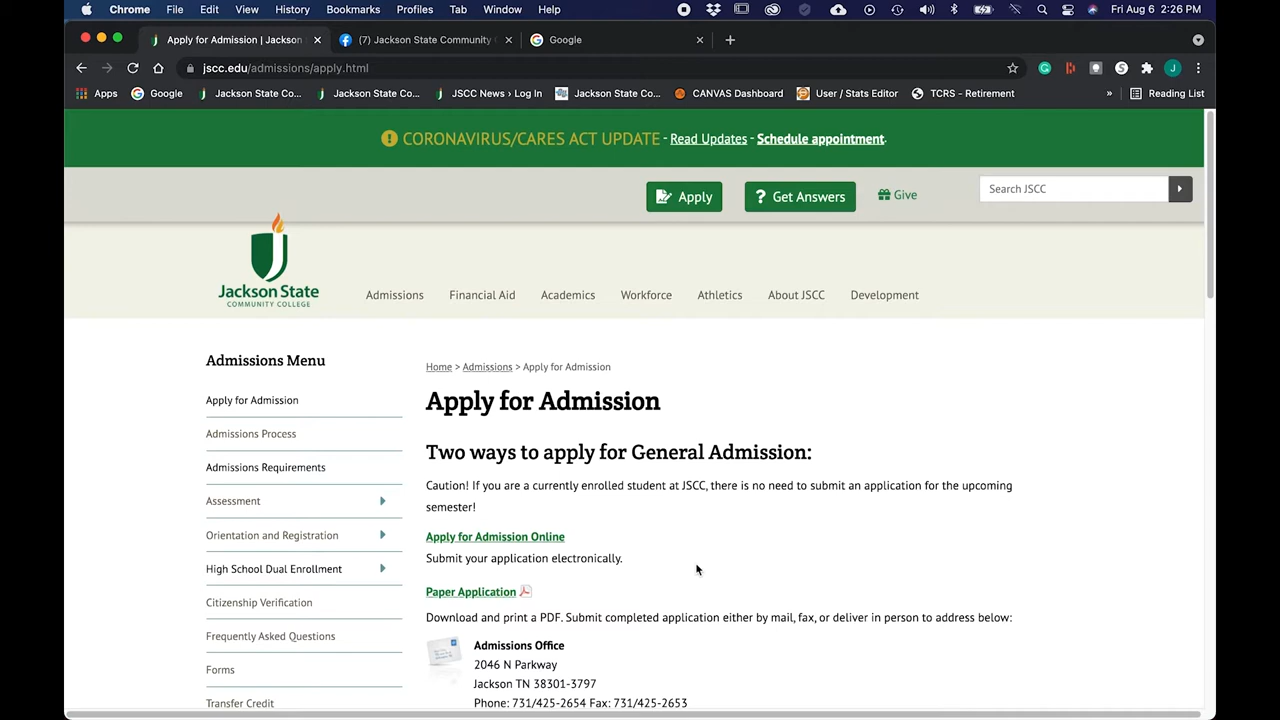 Chrome File Edit View History Bookmarks Profiles Tab Window Help Fri Aug 6 2:26 PM
Apply for Admission | Jackson (7) Jackson State Community Google
jscc.edu/admissions/apply.html
Apps Google Jackson State Co... Jackson State Co... JSCC News › Log In Jackson State Co... CANVAS Dashboard User / Stats Editor TCRS - Retirement » Reading List
CORONAVIRUS/CARES ACT UPDATE - Read Updates - Schedule appointment.
Apply ? Get Answers Give Search JSCC
Jackson State
COMMUNITY COLLEGE
Admissions Financial Aid Academics Workforce Athletics About JSCC Development
Admissions Menu
Apply for Admission
Admissions Process
Admissions Requirements
Assessment
Orientation and Registration
High School Dual Enrollment
Citizenship Verification
Frequently Asked Questions
Forms
Transfer Credit
Home > Admissions > Apply for Admission
Apply for Admission
Two ways to apply for General Admission:
Caution! If you are a currently enrolled student at JSCC, there is no need to submit an application for the upcoming
semester!
Apply for Admission Online
Submit your application electronically.
Paper Application
Download and print a PDF. Submit completed application either by mail, fax, or deliver in person to address below:
Admissions Office
2046 N Parkway
Jackson TN 38301-3797
Phone: 731/425-2654 Fax: 731/425-2653